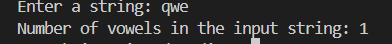 Enter a string: qwe
Number of vowels in the input string: 1